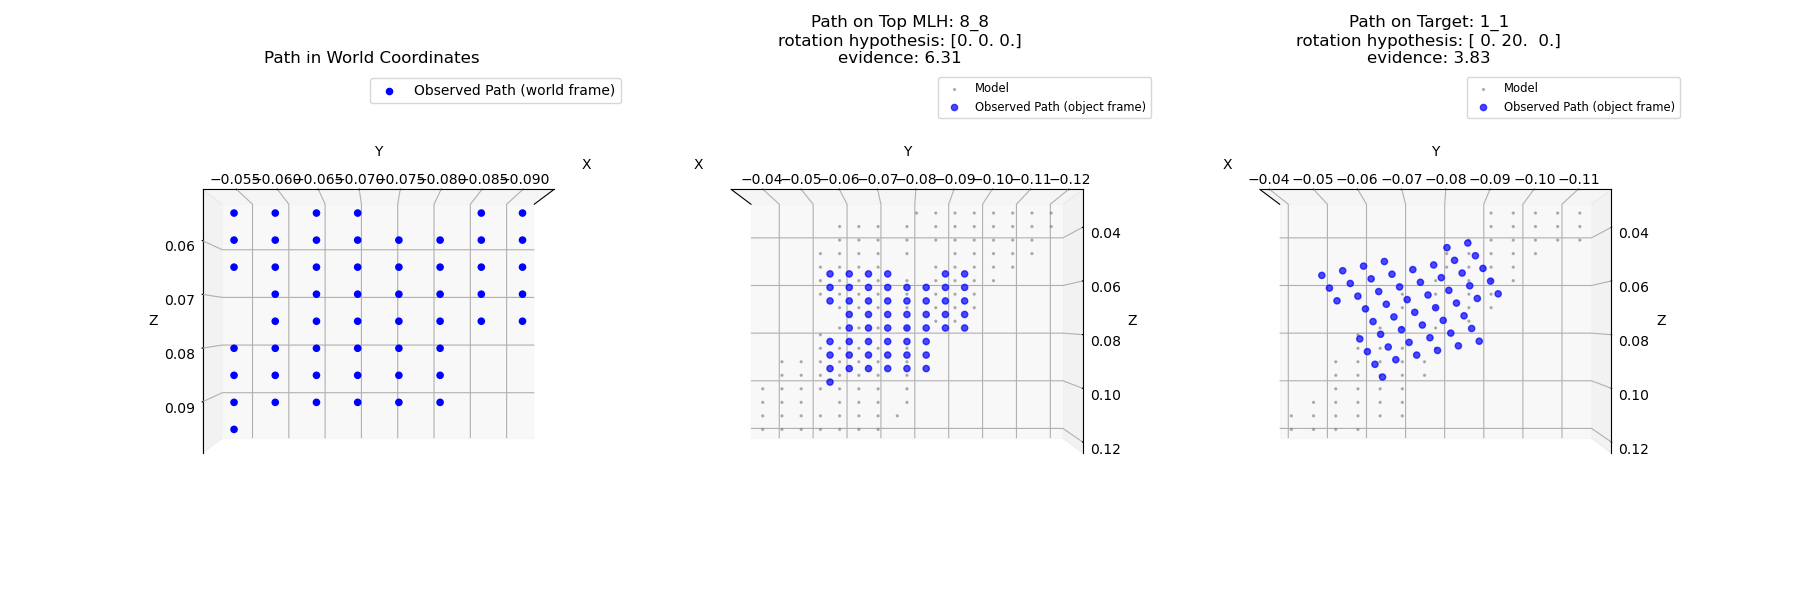 Path in World Coordinates
Observed Path (world frame)
Y
X
−0.055−0.060−0.065−0.070−0.075−0.080−0.085−0.090
0.06
0.07
Z
0.08
0.09
Path on Top MLH: 8_8
rotation hypothesis: [0. 0. 0.]
evidence: 6.31
Model
Observed Path (object frame)
Y
X
−0.04−0.05−0.06−0.07−0.08−0.09−0.10−0.11−0.12
0.04
0.06
Z
0.08
0.10
0.12
Path on Target: 1_1
rotation hypothesis: [ 0. 20.  0.]
evidence: 3.83
Model
Observed Path (object frame)
Y
X
−0.04−0.05−0.06−0.07−0.08−0.09−0.10−0.11
0.04
0.06
Z
0.08
0.10
0.12